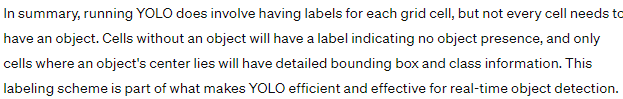 In summary, running YOLO does involve having labels for each grid cell, but not every cell needs to
have an object. Cells without an object will have a label indicating no object presence, and only
cells where an object's center lies will have detailed bounding box and class information. This
labeling scheme is part of what makes YOLO efficient and effective for real-time object detection.